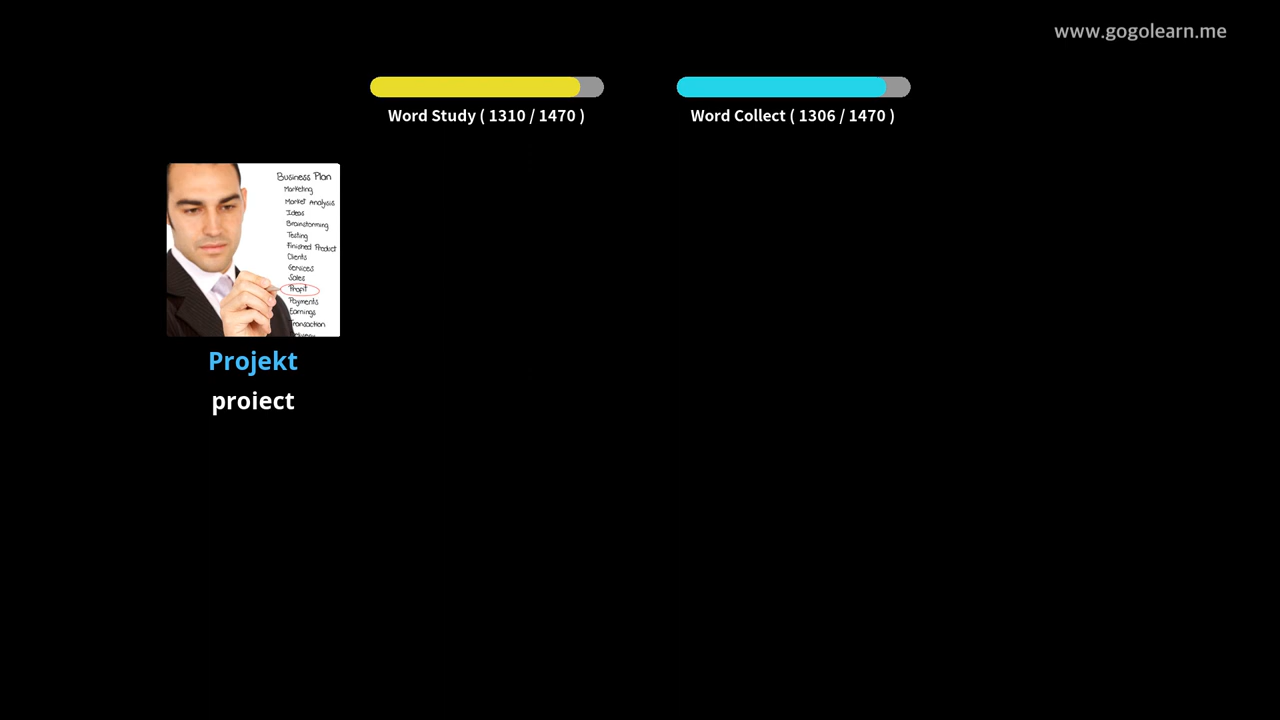 www.gogolearn.me
Word Study ( 1310 / 1470 )
Word Collect ( 1306 / 1470 )
Business Plan
Marketing
Market Analysis
Ideas
Brainstorming
Testing
Finished Product
Clients
Services
Sales
Profit
Payments
Earnings
Transaction
Delivery
Projekt
proiect